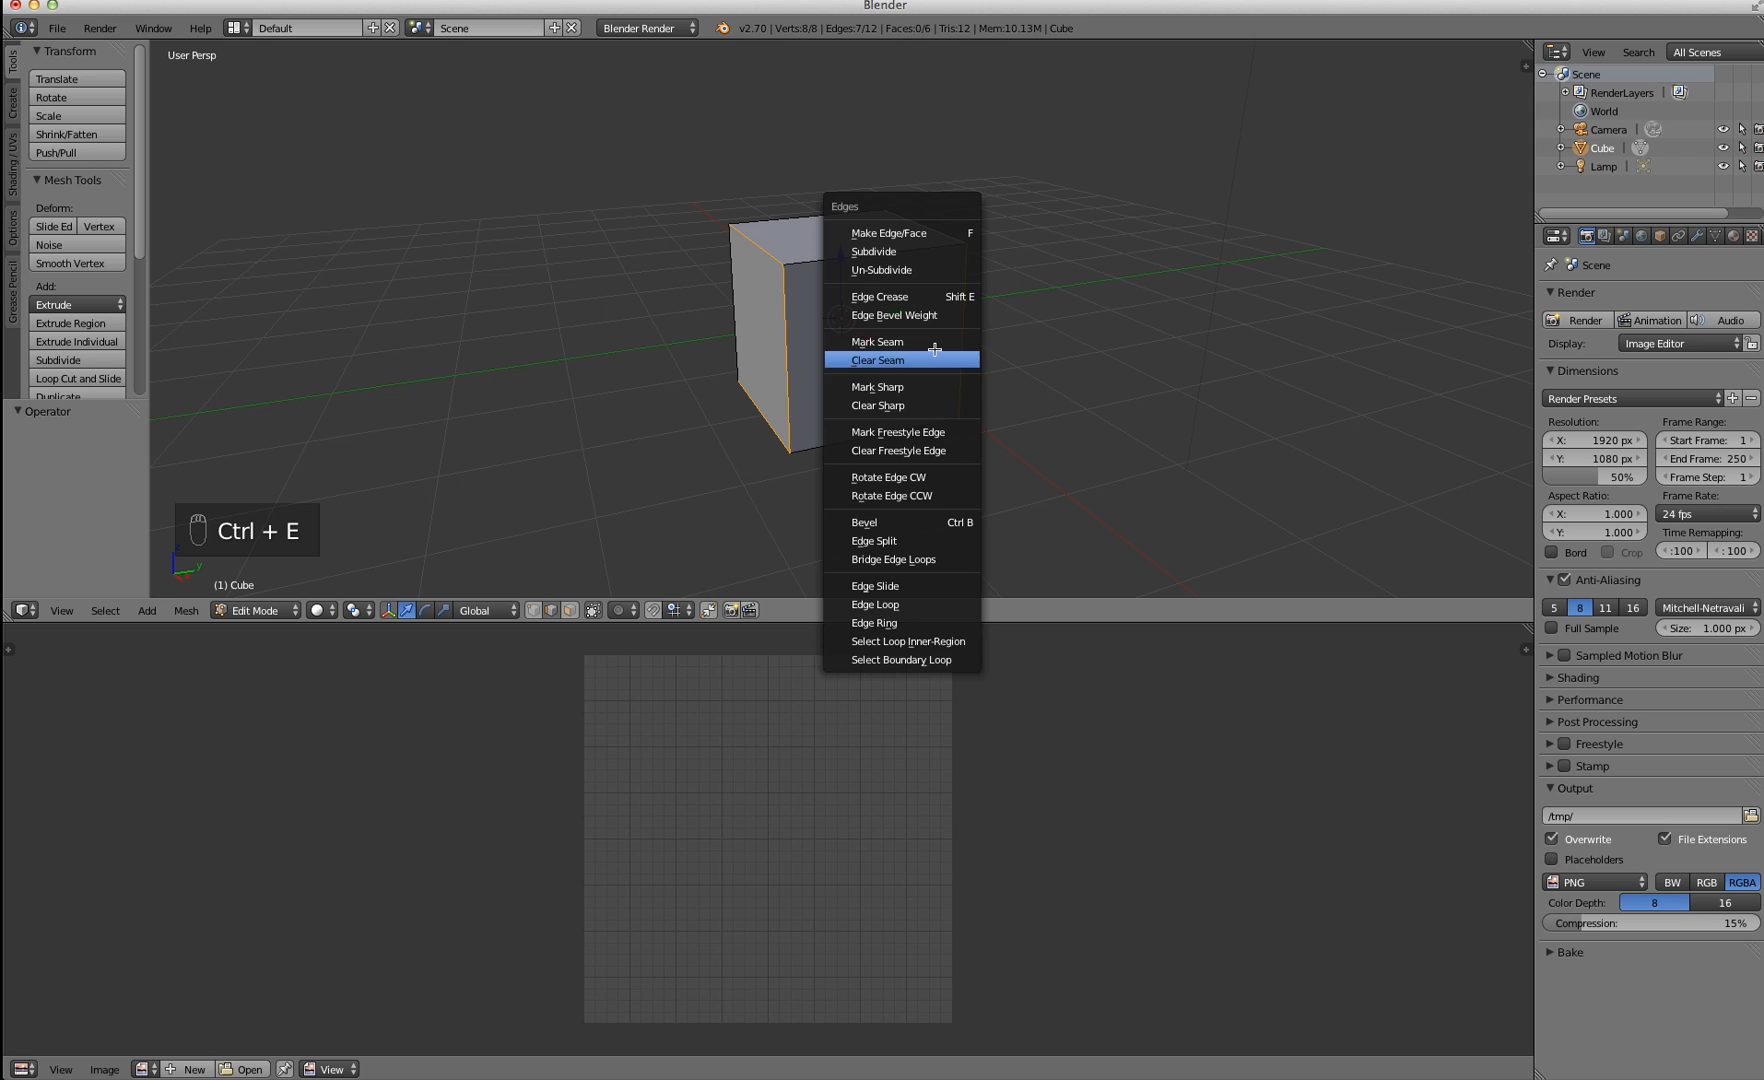 Blender
File Render Window Help Default Scene Blender Render v2.70 | Verts:8/8 | Edges:7/12 | Faces:0/6 | Tris:12 | Mem:10.13M | Cube
Tools
Create
Shading / UVs
Options
Grease Pencil
Transform
Translate
Rotate
Scale
Shrink/Fatten
Push/Pull
Mesh Tools
Deform:
Slide Ed Vertex
Noise
Smooth Vertex
Add:
Extrude
Extrude Region
Extrude Individual
Subdivide
Loop Cut and Slide
Duplicate
Operator
User Persp
Edges
Make Edge/Face F
Subdivide
Un-Subdivide
Edge Crease Shift E
Edge Bevel Weight
Mark Seam
Clear Seam
Mark Sharp
Clear Sharp
Mark Freestyle Edge
Clear Freestyle Edge
Rotate Edge CW
Rotate Edge CCW
Bevel Ctrl B
Edge Split
Bridge Edge Loops
Edge Slide
Edge Loop
Edge Ring
Select Loop Inner-Region
Select Boundary Loop
Ctrl + E
z
y
(1) Cube
View Select Add Mesh Edit Mode Global
View Image New Open View
View Search All Scenes
Scene
RenderLayers |
World
Camera |
Cube |
Lamp |
Scene
Render
Render Animation Audio
Display: Image Editor
Dimensions
Render Presets
Resolution: Frame Range:
X: 1920 px Start Frame: 1
Y: 1080 px End Frame: 250
50% Frame Step: 1
Aspect Ratio: Frame Rate:
X: 1.000 24 fps
Y: 1.000 Time Remapping:
Bord Crop :100 : 100
Anti-Aliasing
5 8 11 16 Mitchell-Netravali
Full Sample Size: 1.000 px
Sampled Motion Blur
Shading
Performance
Post Processing
Freestyle
Stamp
Output
/tmp/
Overwrite File Extensions
Placeholders
PNG BW RGB RGBA
Color Depth: 8 16
Compression: 15%
Bake